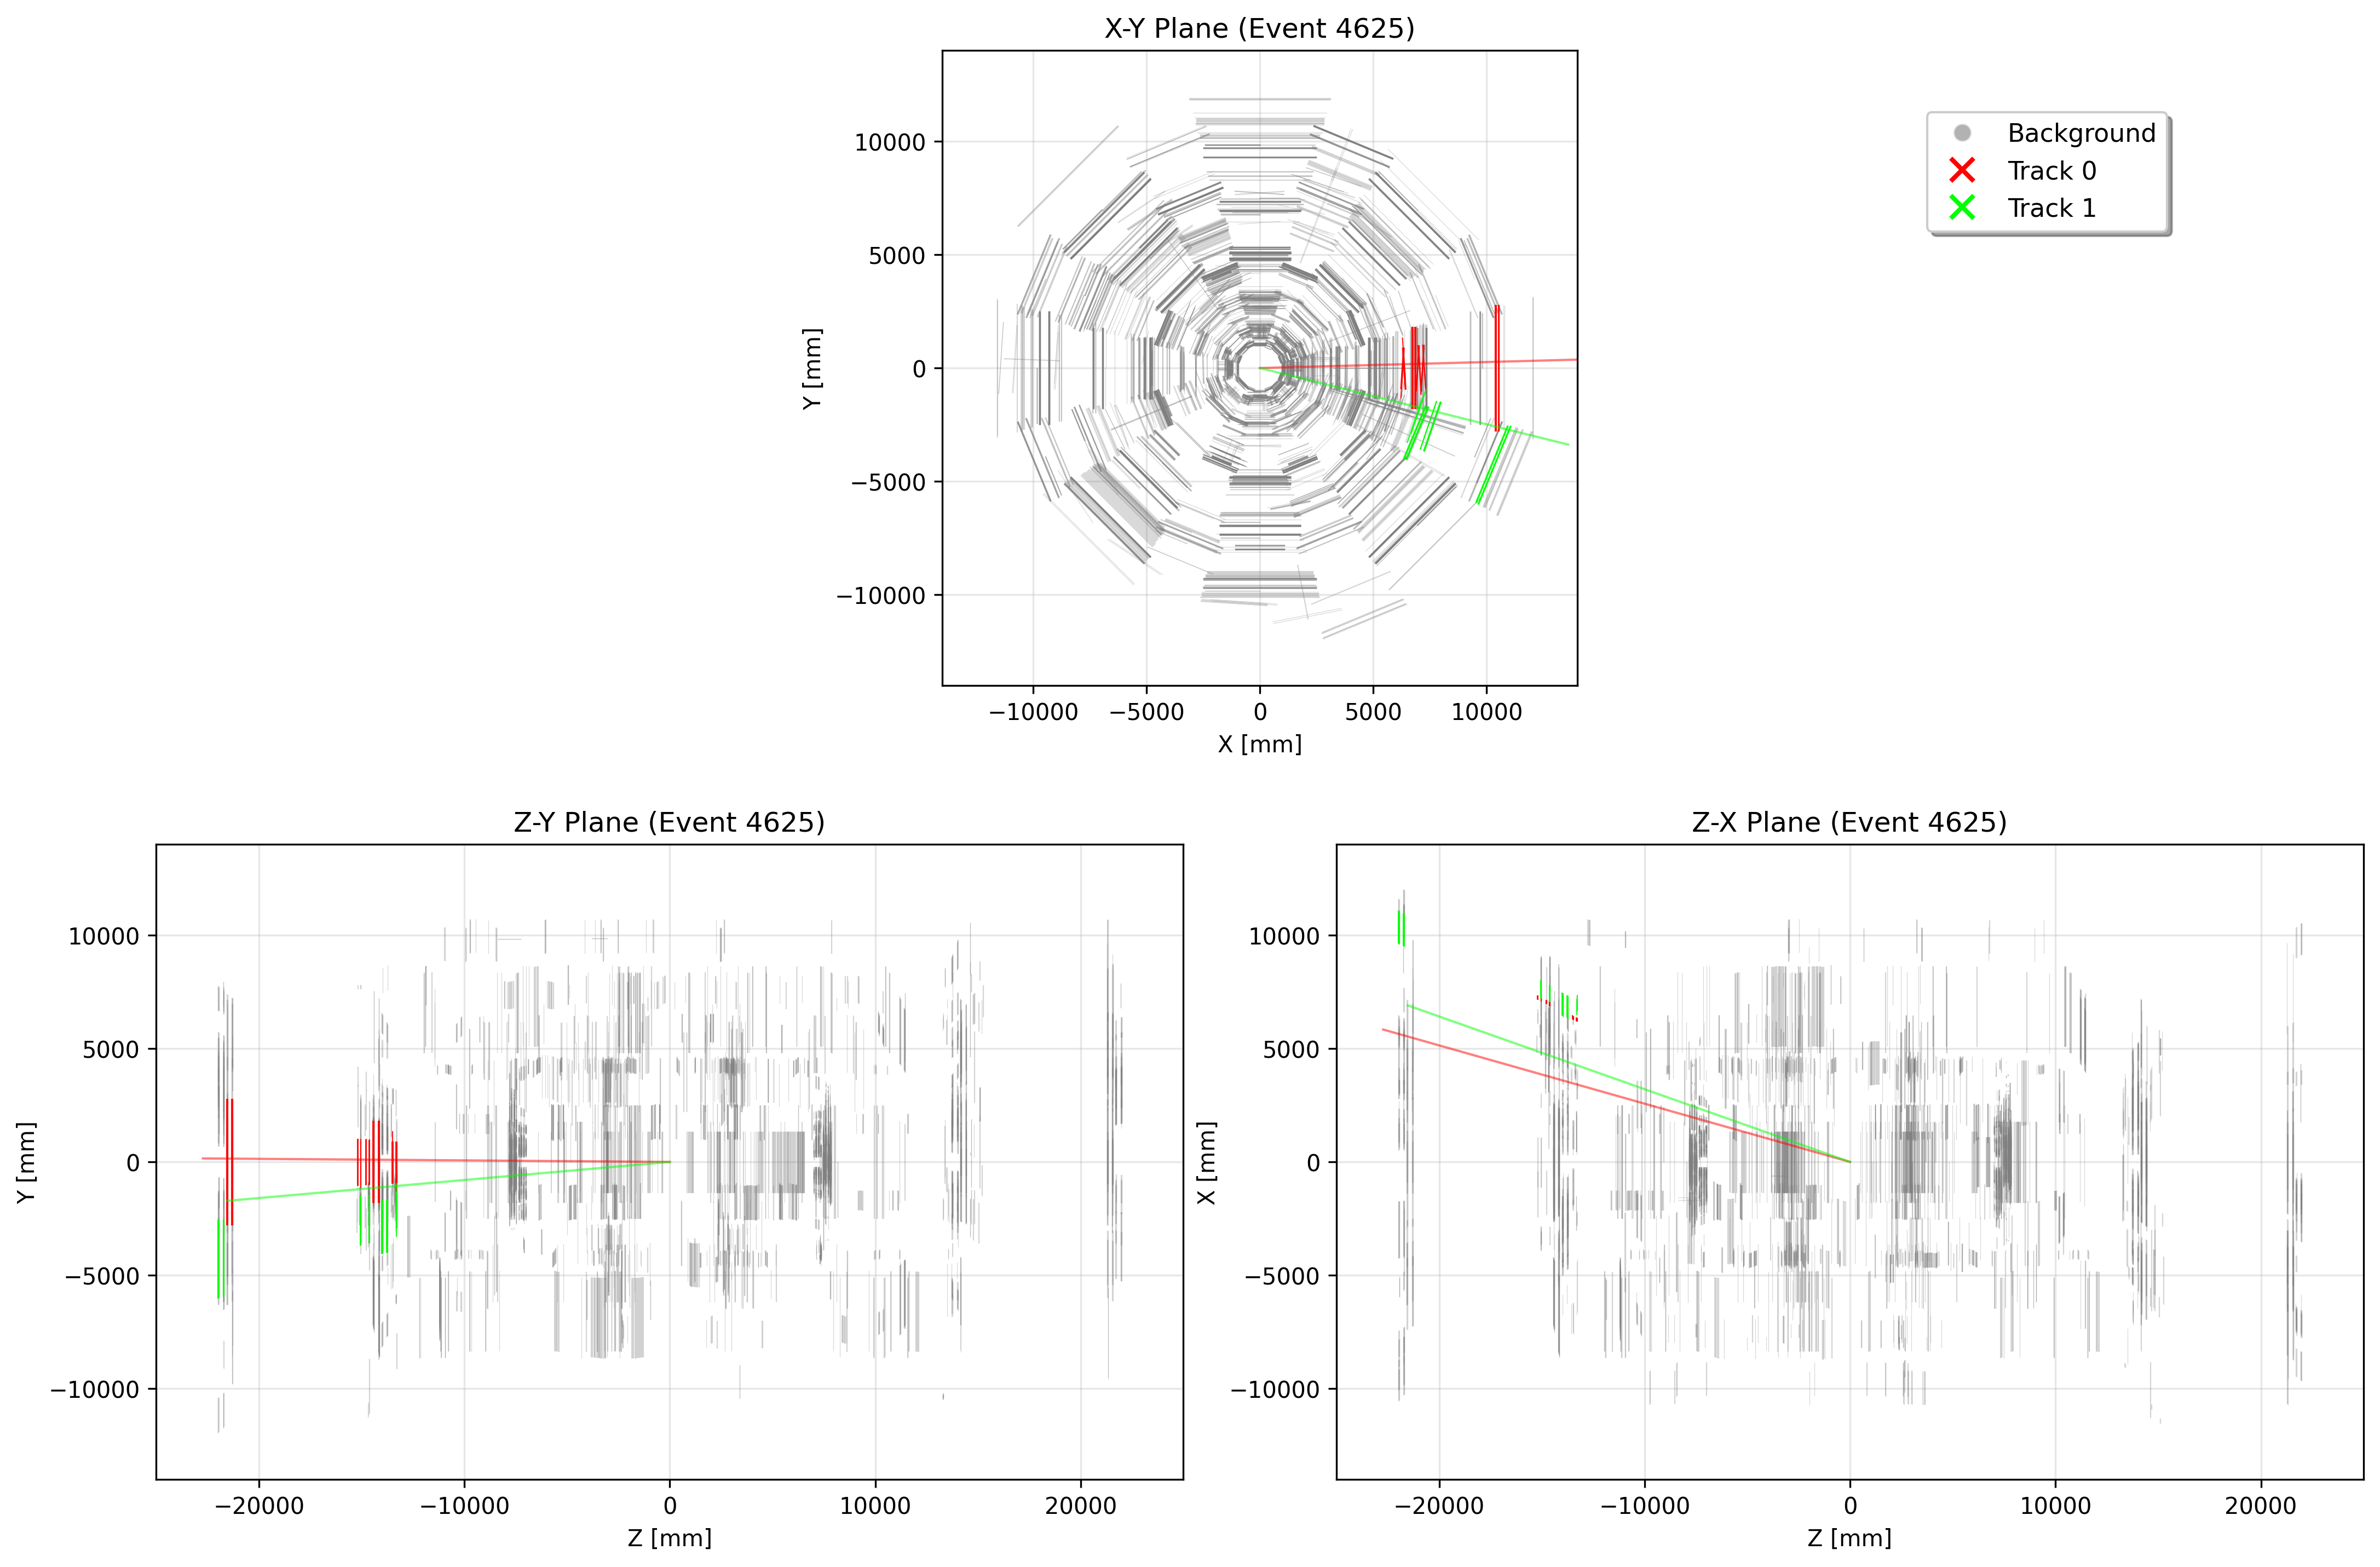 X-Y Plane (Event 4625)
Y [mm]
10000
5000
0
−5000
−10000
−10000 −5000 0 5000 10000
X [mm]
Background
Track 0
Track 1
Z-Y Plane (Event 4625)
Y [mm]
10000
5000
0
−5000
−10000
−20000 −10000 0 10000 20000
Z [mm]
Z-X Plane (Event 4625)
X [mm]
10000
5000
0
−5000
−10000
−20000 −10000 0 10000 20000
Z [mm]